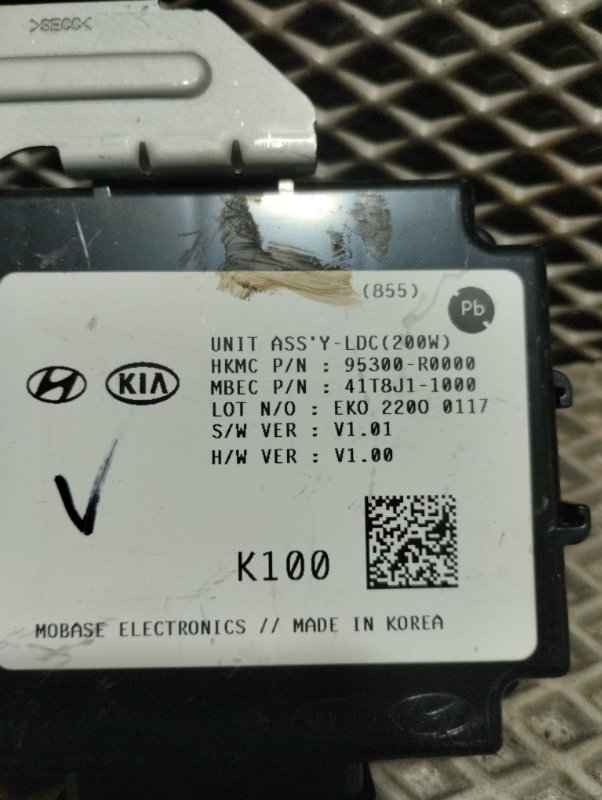 >SECC<
(855)
Pb
UNIT ASS'Y-LDC(200W)
HKMC P/N : 95300-R0000
KIA
MBEC P/N : 41T8J1-1000
LOT N/O : EKO 2200 0117
S/W VER : V1.01
H/W VER : V1.00
V
K100
MOBASE ELECTRONICS // MADE IN KOREA